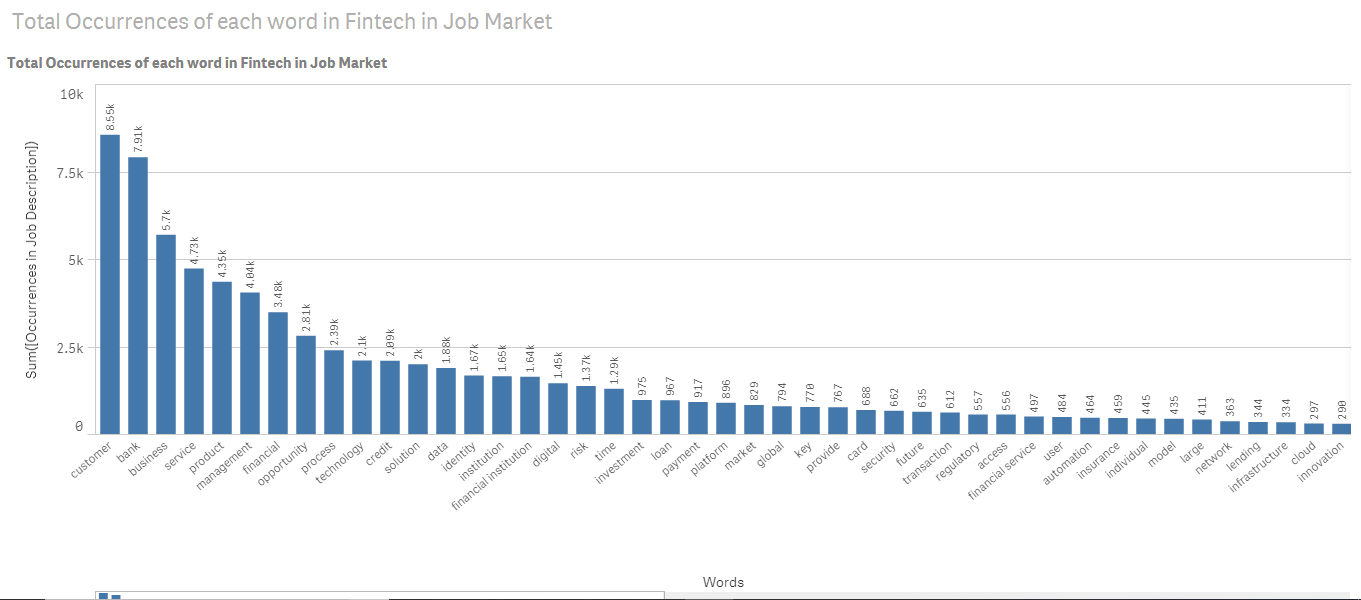 Total Occurrences of each word in Fintech in Job Market
Total Occurrences of each word in Fintech in Job Market
Sum([Occurrences in Job Description])
10k
7.5k
5k
2.5k
0
8.55k
7.91k
5.7k
4.73k
4.35k
4.04k
3.48k
2.81k
2.39k
2.1k
2.09k
2k
1.88k
1.67k
1.65k
1.64k
1.45k
1.37k
1.29k
975
967
917
896
829
794
770
767
688
662
635
612
557
556
497
484
464
459
445
435
411
363
344
334
297
290
customer
bank
business
service
product
management
financial
opportunity
process
technology
credit
solution
data
identity
institution
financial institution
digital
risk
time
investment
loan
payment
platform
market
global
key
provide
card
security
future
transaction
regulatory
access
financial service
user
automation
insurance
individual
model
large
network
lending
infrastructure
cloud
innovation
Words